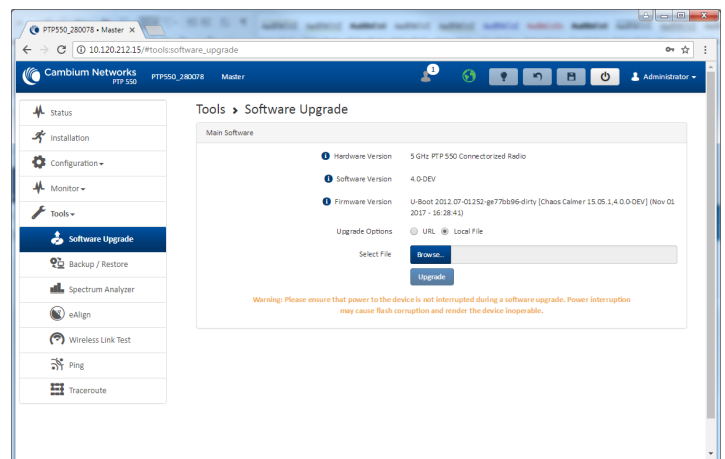 PTP550_280078 • Master
10.120.212.15/#tools:software_upgrade
Cambium Networks
PTP 550
PTP550_280078 Master
1
Administrator
Status
Installation
Configuration
Monitor
Tools
Software Upgrade
Backup / Restore
Spectrum Analyzer
eAlign
Wireless Link Test
Ping
Traceroute
Tools > Software Upgrade
Main Software
Hardware Version 5 GHz PTP 550 Connectorized Radio
Software Version 4.0-DEV
Firmware Version U-Boot 2012.07-01252-ge77bb96-dirty [Chaos Calmer 15.05.1,4.0.0-DEV] (Nov 01
2017 - 16:28:41)
Upgrade Options URL Local File
Select File Browse...
Upgrade
Warning: Please ensure that power to the device is not interrupted during a software upgrade. Power interruption
may cause flash corruption and render the device inoperable.